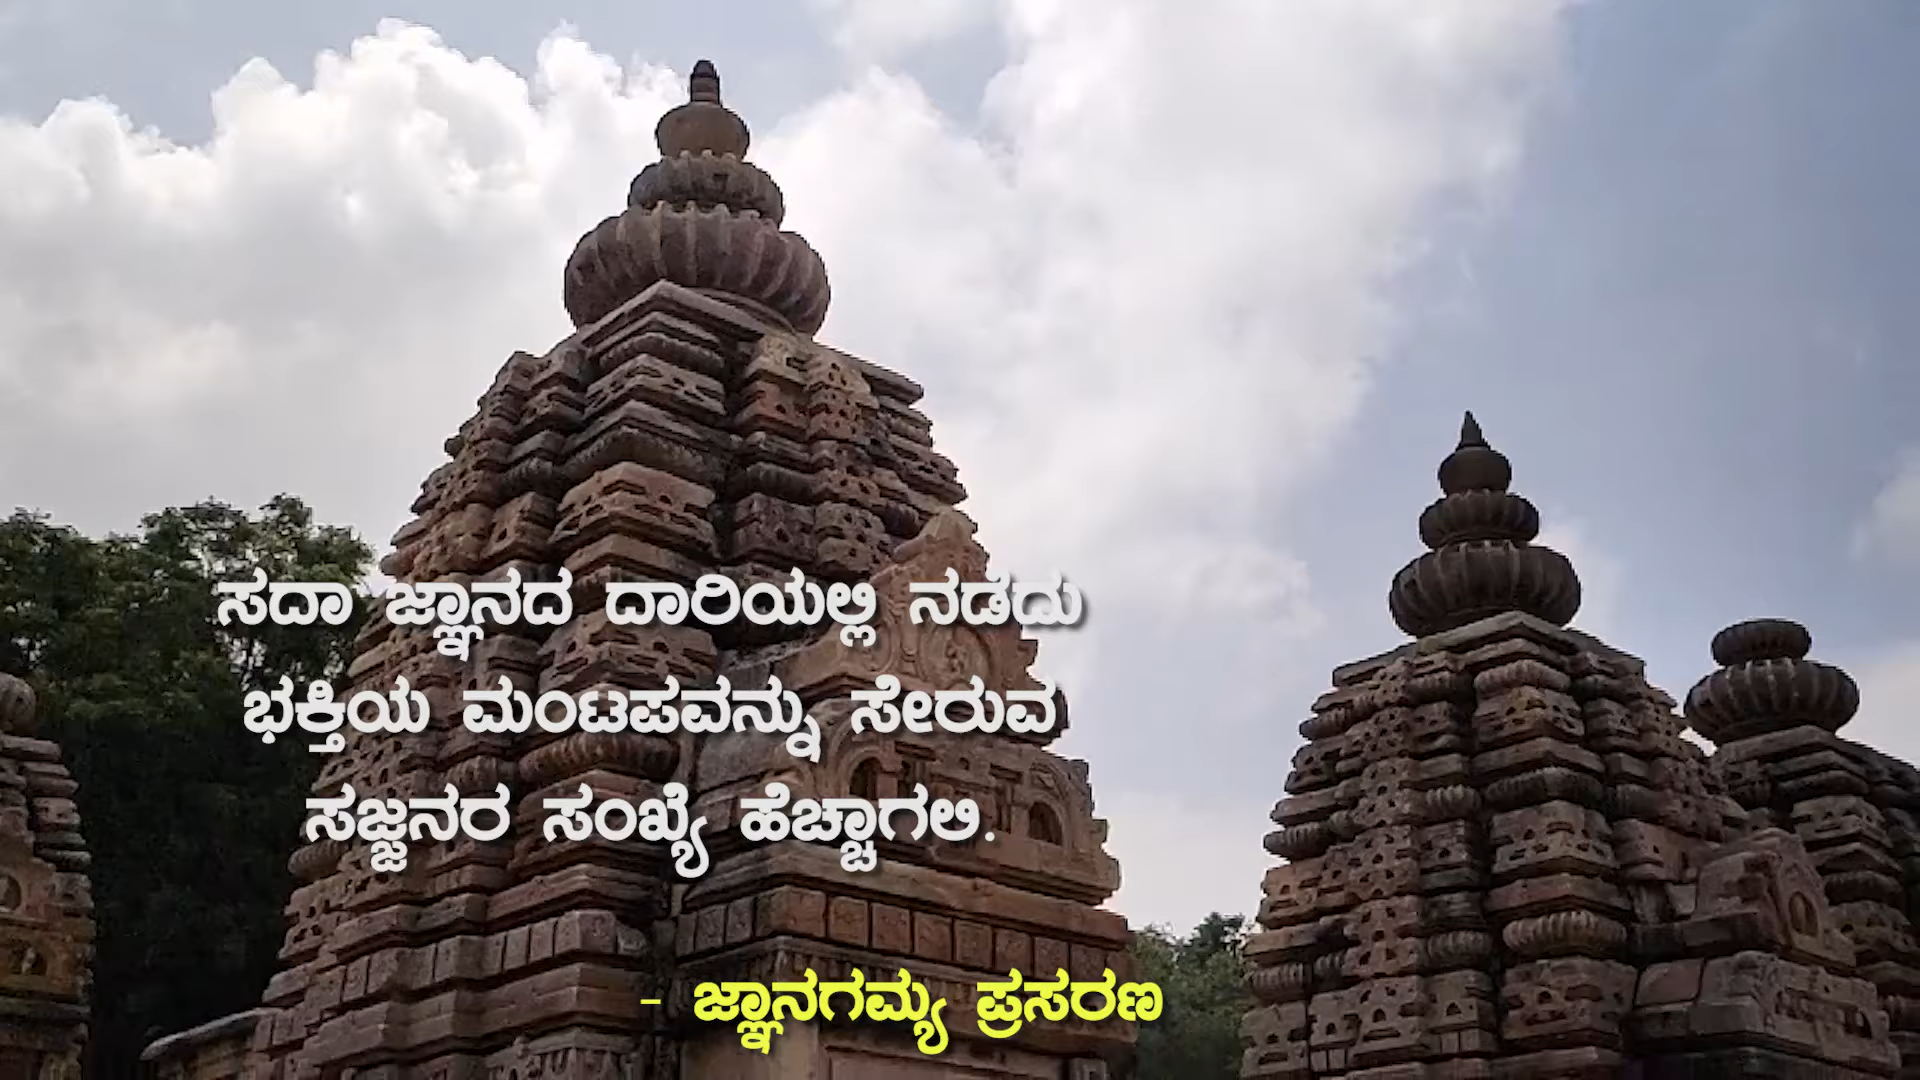 ಸದಾ ಜ್ಞಾನದ ದಾರಿಯಲ್ಲಿ ನಡೆದು
ಭಕ್ತಿಯ ಮಂಟಪವನ್ನು ಸೇರುವ
ಸಜ್ಜನರ ಸಂಖ್ಯೆ ಹೆಚ್ಚಾಗಲಿ.
- ಜ್ಞಾನಗಮ್ಯ ಪ್ರಸರಣ